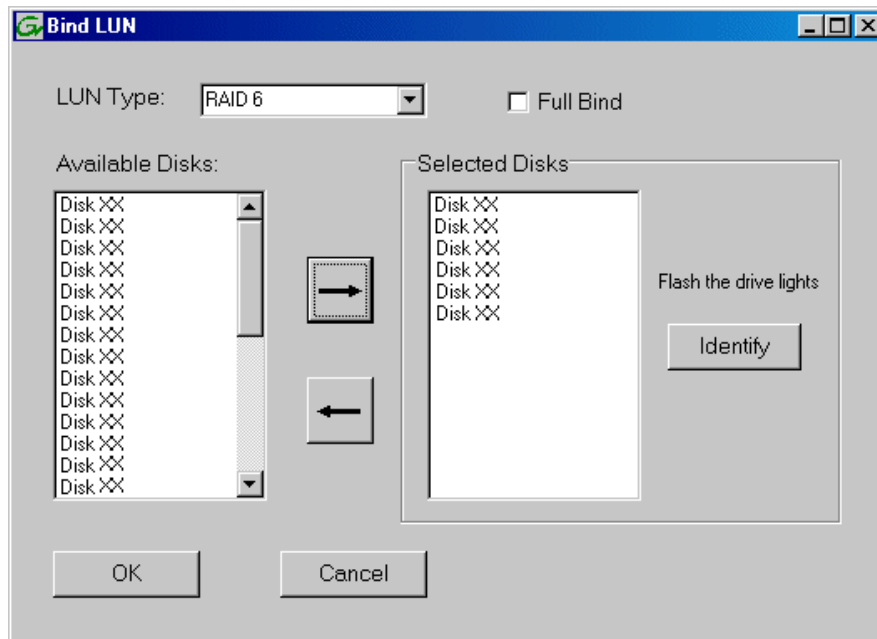 Bind LUN
LUN Type:
RAID 6
Full Bind
Available Disks:
Disk XX
Disk XX
Disk XX
Disk XX
Disk XX
Disk XX
Disk XX
Disk XX
Disk XX
Disk XX
Disk XX
Disk XX
Disk XX
Disk XX
Selected Disks
Disk XX
Disk XX
Disk XX
Disk XX
Disk XX
Disk XX
Flash the drive lights
Identify
OK
Cancel